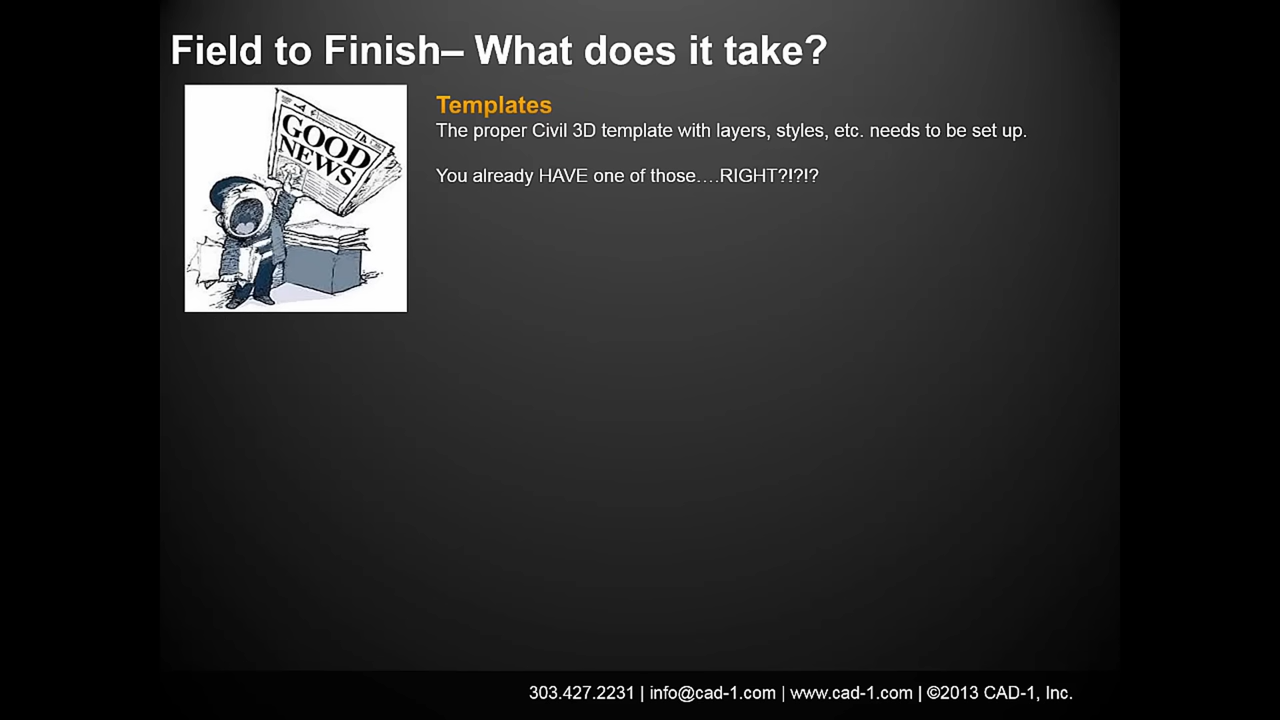 Field to Finish– What does it take?
GOOD
NEWS
Templates
The proper Civil 3D template with layers, styles, etc. needs to be set up.
You already HAVE one of those….RIGHT?!?!?
303.427.2231 | info@cad-1.com | www.cad-1.com | ©2013 CAD-1, Inc.